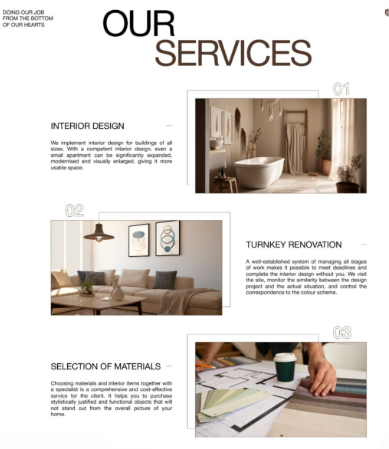 DOING OUR JOB
FROM THE BOTTOM
OF OUR HEARTS
OUR
SERVICES
01
INTERIOR DESIGN
We implement interior design for buildings of all
sizes. With a competent interior design, even a
small apartment can be significantly expanded,
modernised and visually enlarged, giving it more
usable space.
02
TURNKEY RENOVATION
A well-established system of managing all stages
of work makes it possible to meet deadlines and
complete the interior design without you. We visit
the site, monitor the similarity between the design
project and the actual situation, and control the
correspondence to the colour scheme.
03
SELECTION OF MATERIALS
Choosing materials and interior items together with
a specialist is a comprehensive and cost-effective
service for the client. It helps you to purchase
stylistically justified and functional objects that will
not stand out from the overall picture of your
home.